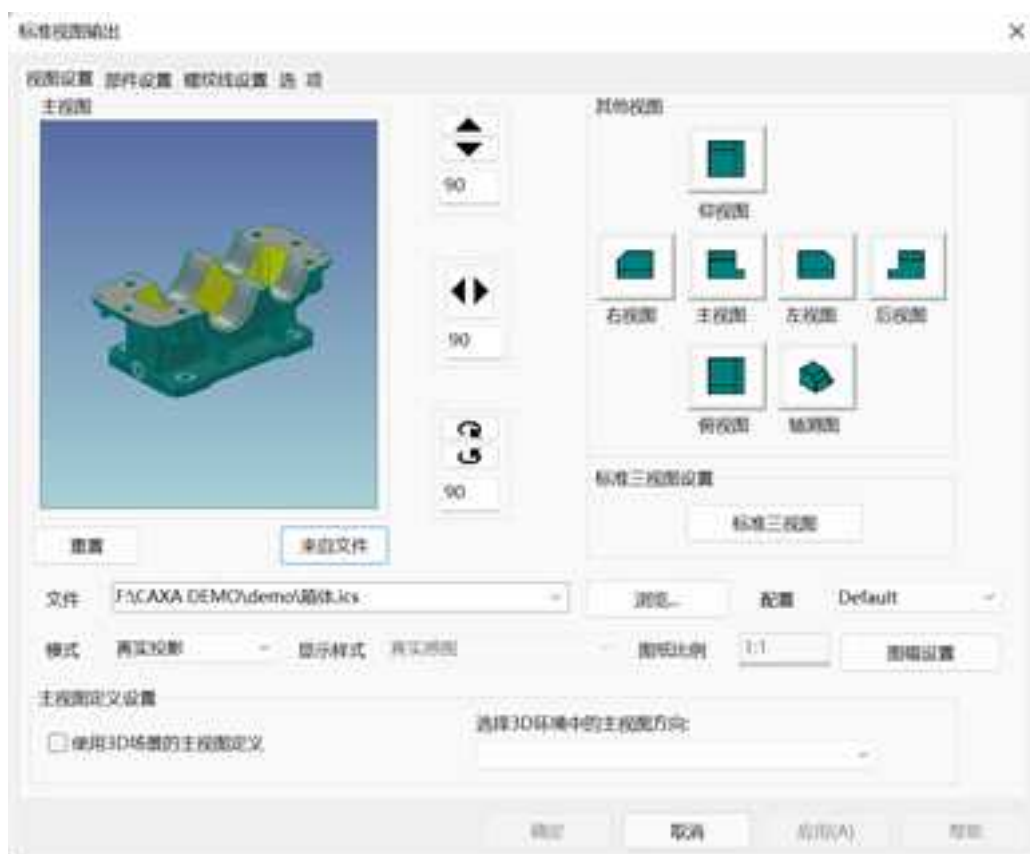 标准视图输出
视图设置 部件设置 螺纹线设置 选项
主视图
90
90
90
重置
来自文件
其他视图
仰视图
右视图 主视图 左视图 后视图
俯视图 轴测图
标准三视图设置
标准三视图
文件 F:\CAXA DEMO\demo\箱体.ics 浏览... 配置 Default
模式 真实投影 显示样式 真实感图 图纸比例 1:1 图幅设置
主视图定义设置
使用3D场景的主视图定义
选择3D环境中的主视图方向:
确定 取消 应用(A) 帮助